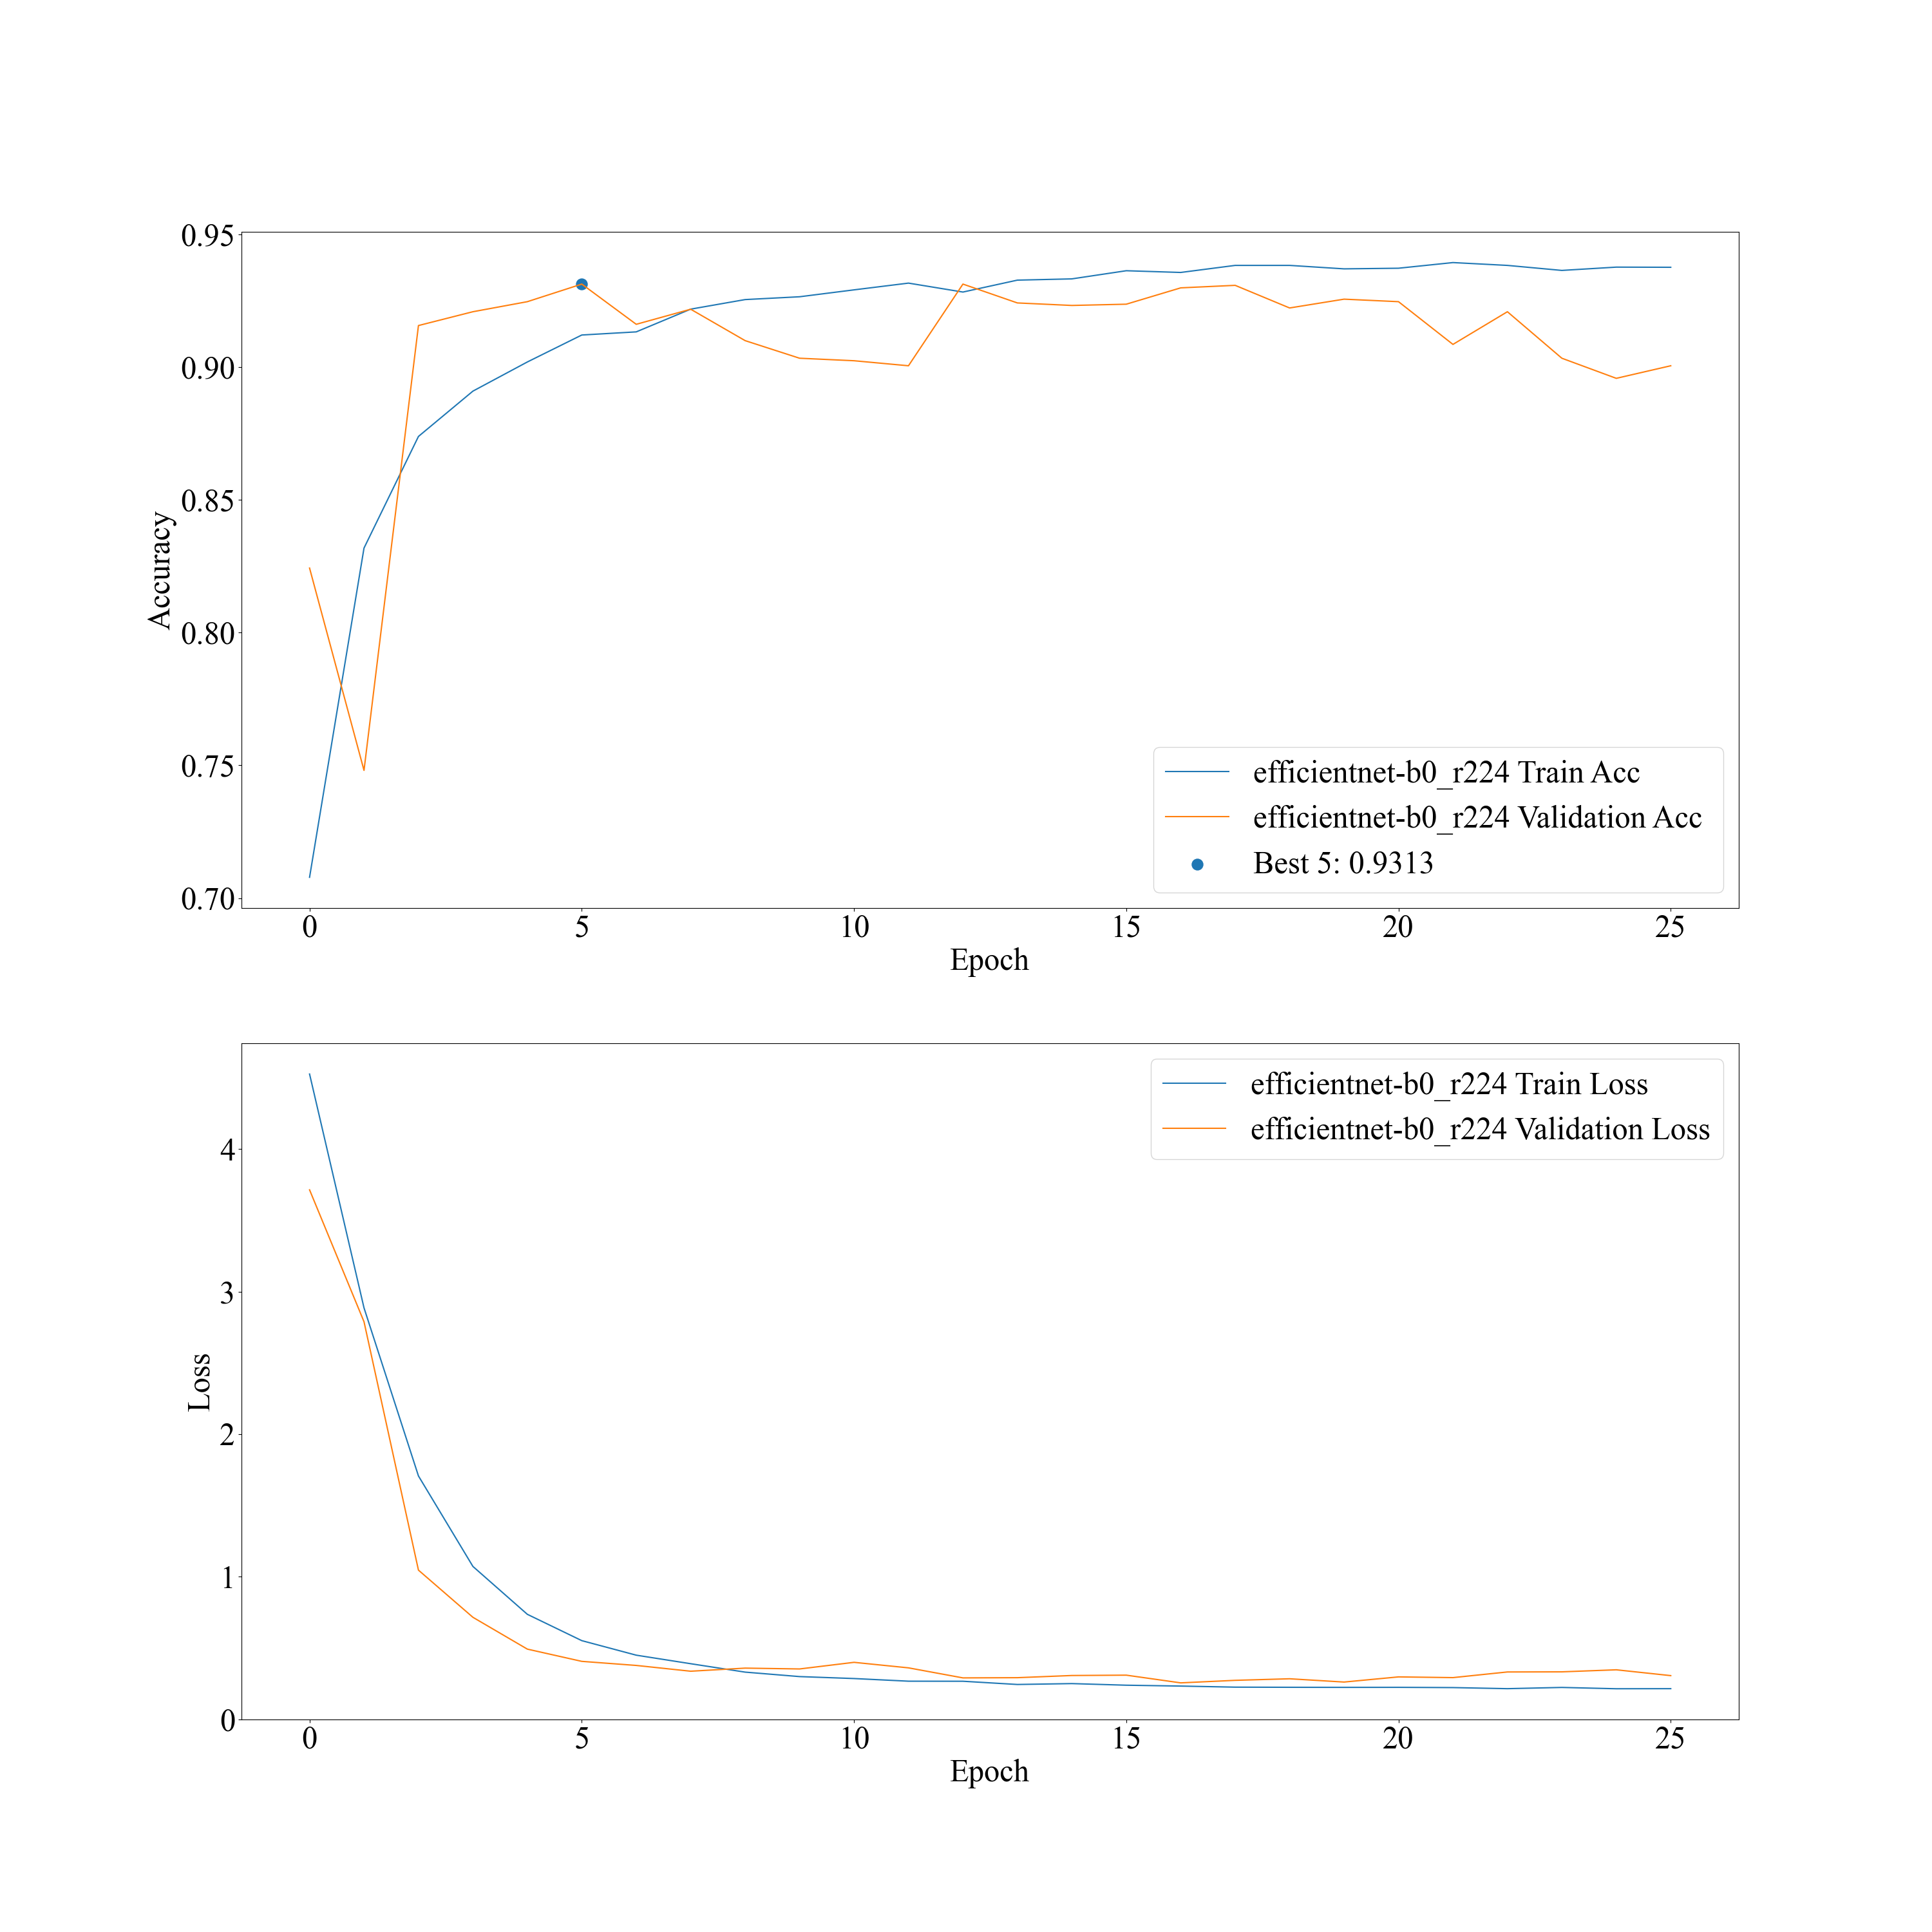 0.95
0.90
0.85
0.80
0.75
0.70
Accuracy
efficientnet-b0_r224 Train Acc
efficientnet-b0_r224 Validation Acc
Best 5: 0.9313
0 5 10 15 20 25
Epoch
4
3
2
1
0
Loss
efficientnet-b0_r224 Train Loss
efficientnet-b0_r224 Validation Loss
0 5 10 15 20 25
Epoch